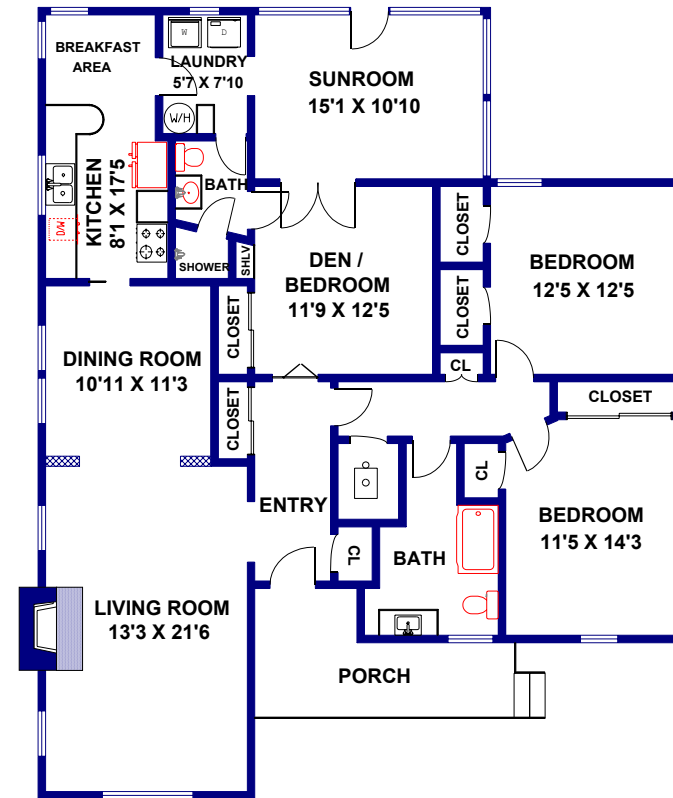 BREAKFAST
AREA
W
D
LAUNDRY
5'7 X 7'10
W/H
SUNROOM
15'1 X 10'10
KITCHEN
8'1 X 17'5
D/W
BATH
SHOWER
SHLV
DEN /
BEDROOM
11'9 X 12'5
CLOSET
CLOSET
BEDROOM
12'5 X 12'5
CL
CLOSET
DINING ROOM
10'11 X 11'3
CLOSET
CLOSET
ENTRY
CL
CL
BATH
BEDROOM
11'5 X 14'3
LIVING ROOM
13'3 X 21'6
PORCH